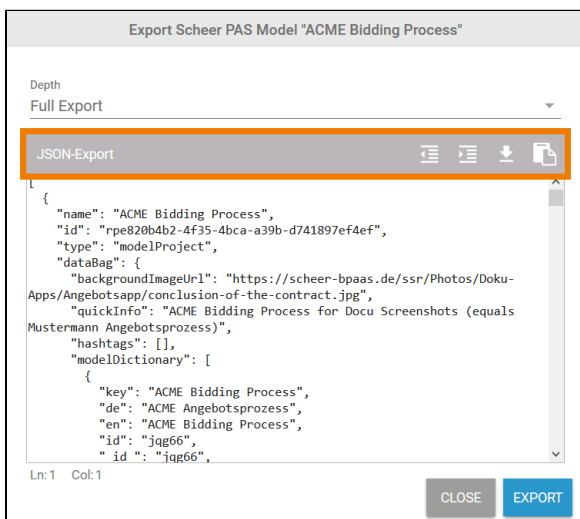 Export Scheer PAS Model "ACME Bidding Process"
Depth
Full Export
JSON-Export
[
{
"name": "ACME Bidding Process",
"id": "rpe820b4b2-4f35-4bca-a39b-d741897ef4ef",
"type": "modelProject",
"dataBag": {
"backgroundImageUrl": "https://scheer-bpaas.de/ssr/Photos/Doku-
Apps/Angebotsapp/conclusion-of-the-contract.jpg",
"quickInfo": "ACME Bidding Process for Docu Screenshots (equals
Mustermann Angebotsprozess)",
"hashtags": [],
"modelDictionary": [
{
"key": "ACME Bidding Process",
"de": "ACME Angebotsprozess",
"en": "ACME Bidding Process",
"id": "jqg66",
"_id_": "jqg66",
Ln:1 Col:1
CLOSE EXPORT